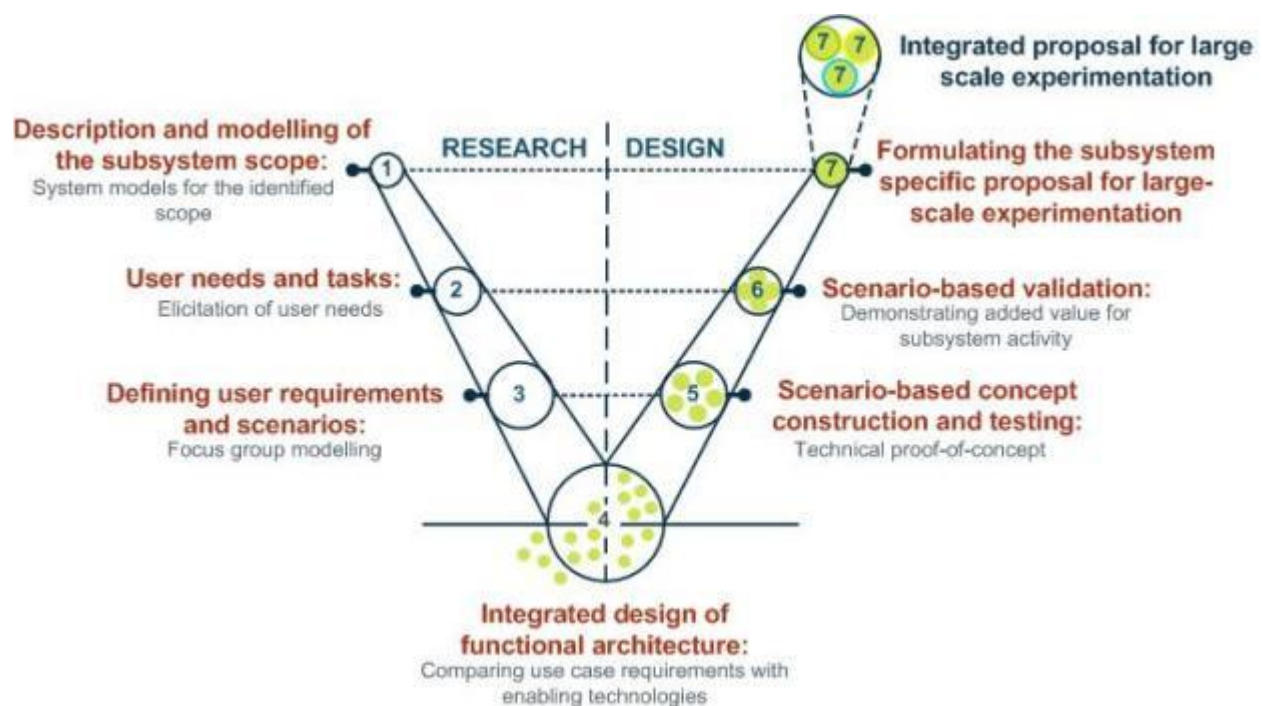 7 7
7
Integrated proposal for large
scale experimentation
Description and modelling of
the subsystem scope:
System models for the identified
scope
1
RESEARCH
DESIGN
7
Formulating the subsystem
specific proposal for large-
scale experimentation
User needs and tasks:
Elicitation of user needs
2
6
Scenario-based validation:
Demonstrating added value for
subsystem activity
Defining user requirements
and scenarios:
Focus group modelling
3
5
Scenario-based concept
construction and testing:
Technical proof-of-concept
4
Integrated design of
functional architecture:
Comparing use case requirements with
enabling technologies